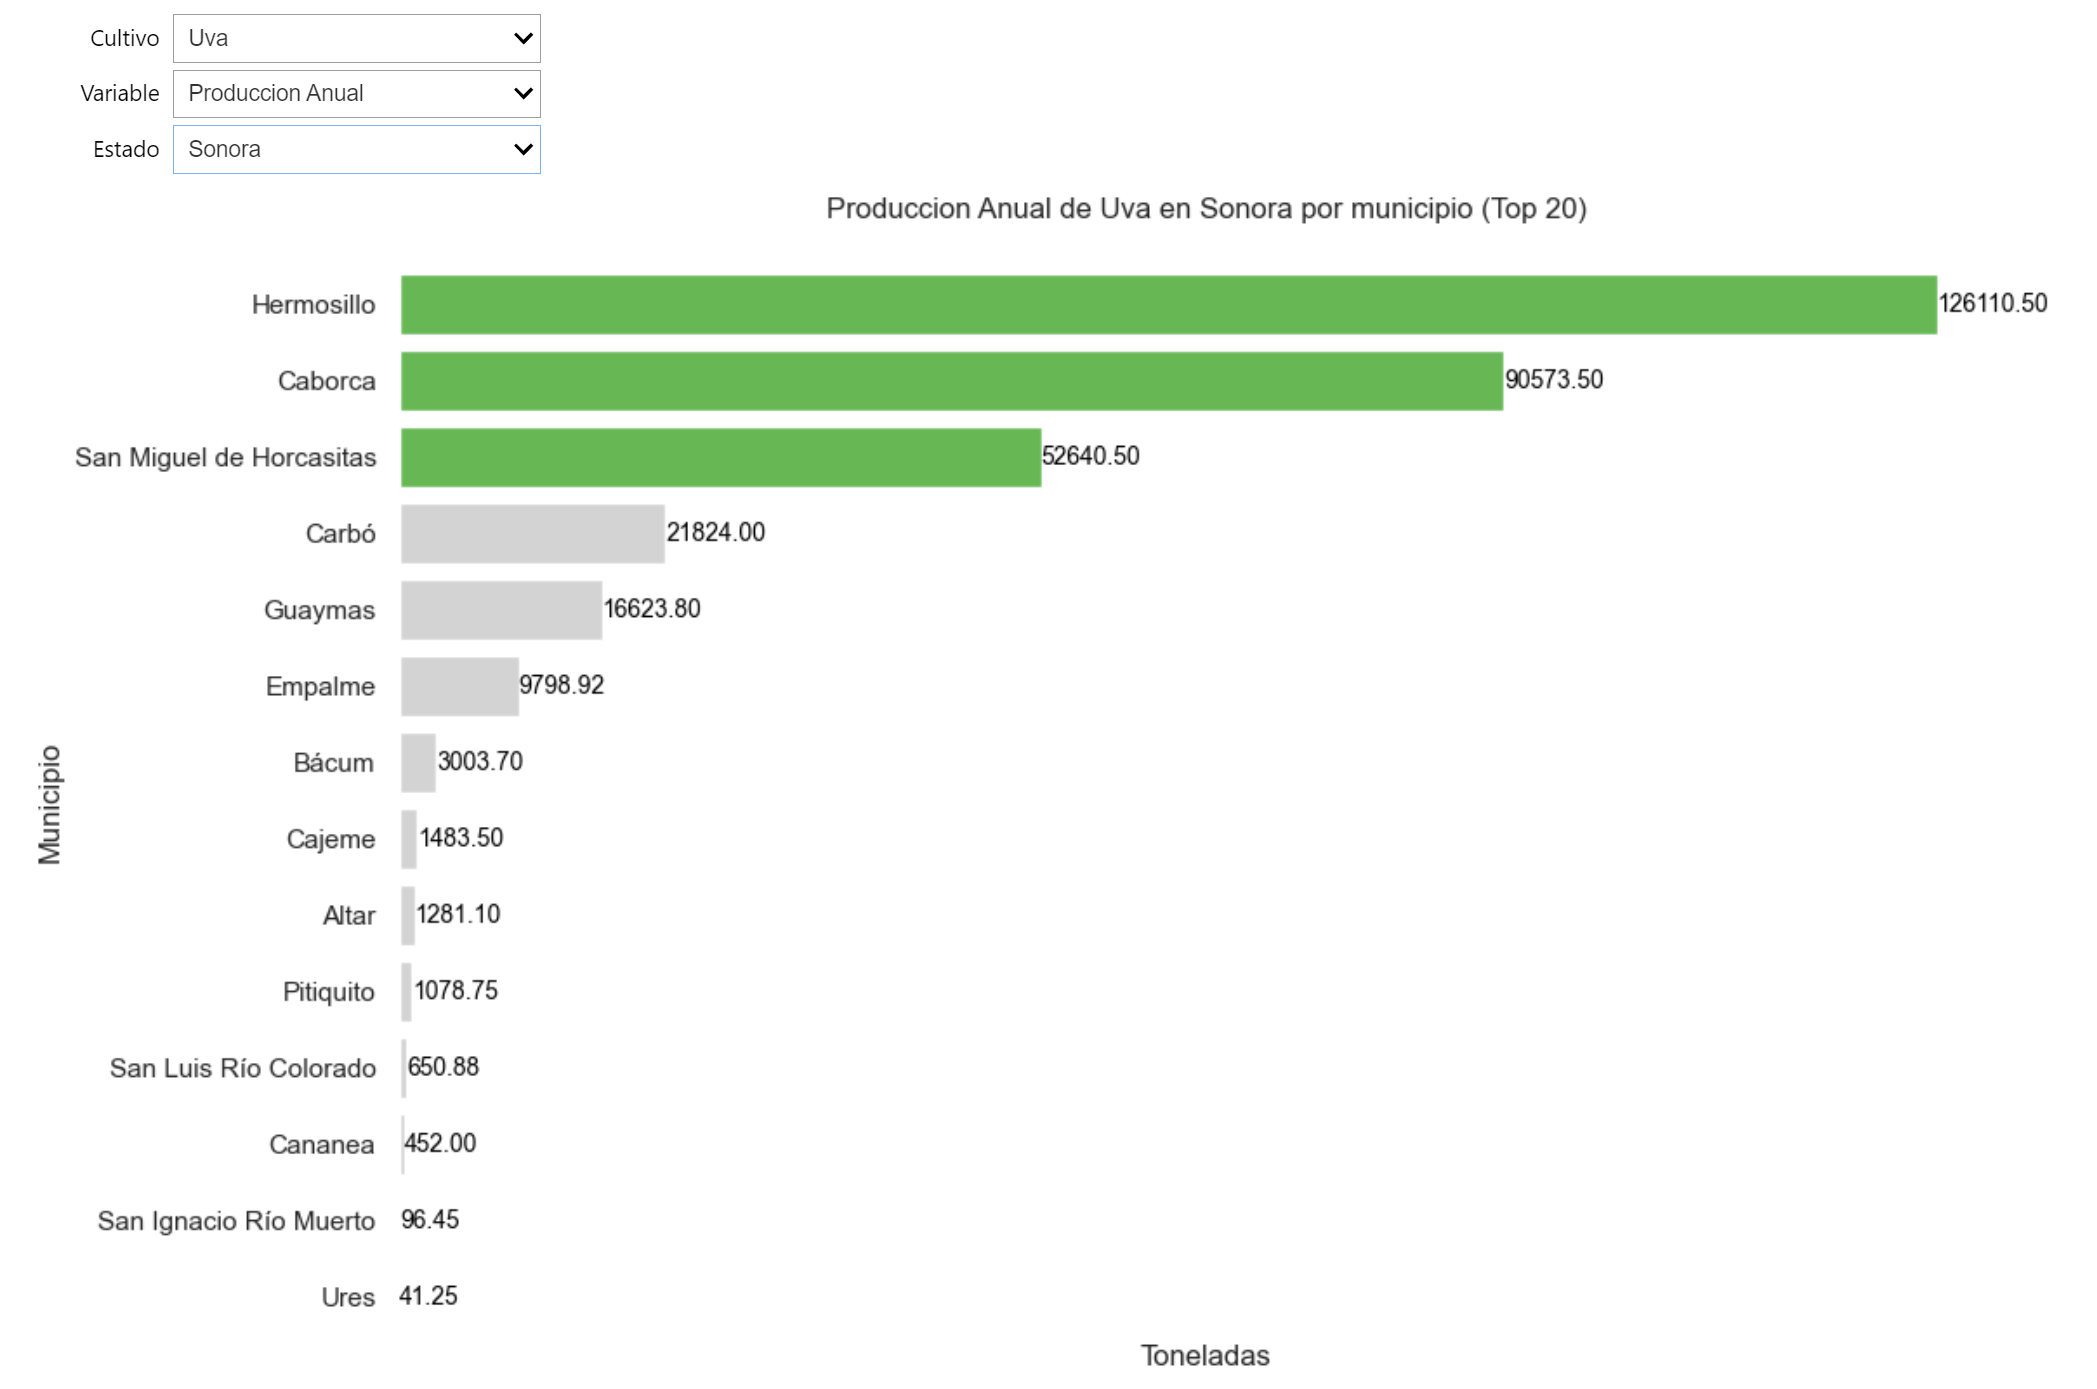 Cultivo Uva
Variable Produccion Anual
Estado Sonora
Produccion Anual de Uva en Sonora por municipio (Top 20)
Hermosillo 126110.50
Caborca 90573.50
San Miguel de Horcasitas 52640.50
Carbó 21824.00
Guaymas 16623.80
Empalme 9798.92
Bácum 3003.70
Cajeme 1483.50
Altar 1281.10
Pitiquito 1078.75
San Luis Río Colorado 650.88
Cananea 452.00
San Ignacio Río Muerto 96.45
Ures 41.25
Municipio
Toneladas